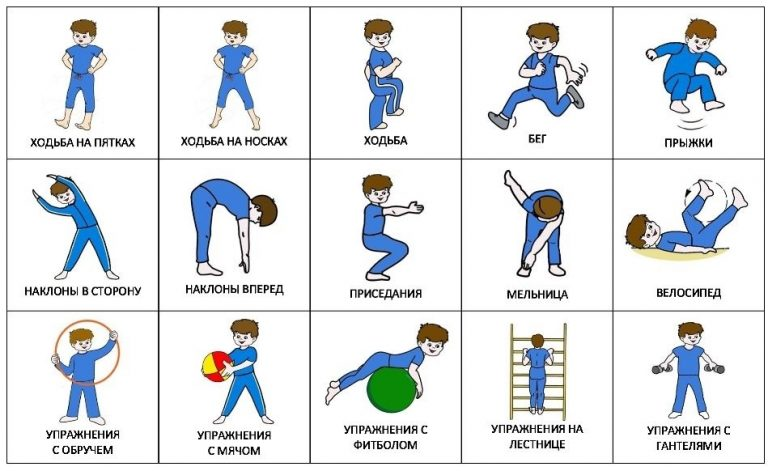 ХОДЬБА НА ПЯТКАХ
ХОДЬБА НА НОСКАХ
ХОДЬБА
БЕГ
ПРЫЖКИ
НАКЛОНЫ В СТОРОНУ
НАКЛОНЫ ВПЕРЕД
ПРИСЕДАНИЯ
МЕЛЬНИЦА
ВЕЛОСИПЕД
УПРАЖНЕНИЯ
С ОБРУЧЕМ
УПРАЖНЕНИЯ
С МЯЧОМ
УПРАЖНЕНИЯ С
ФИТБОЛОМ
УПРАЖНЕНИЯ НА
ЛЕСТНИЦЕ
УПРАЖНЕНИЯ С
ГАНТЕЛЯМИ